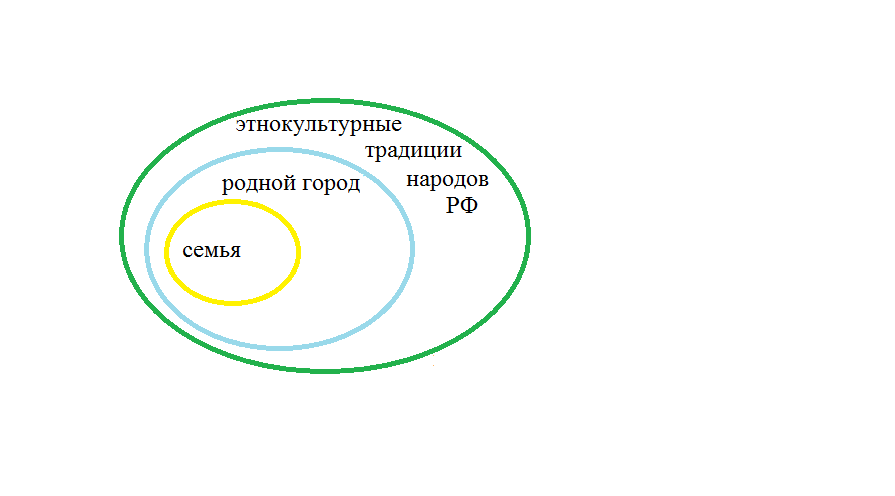 этнокультурные
традиции
народов
РФ
родной город
семья